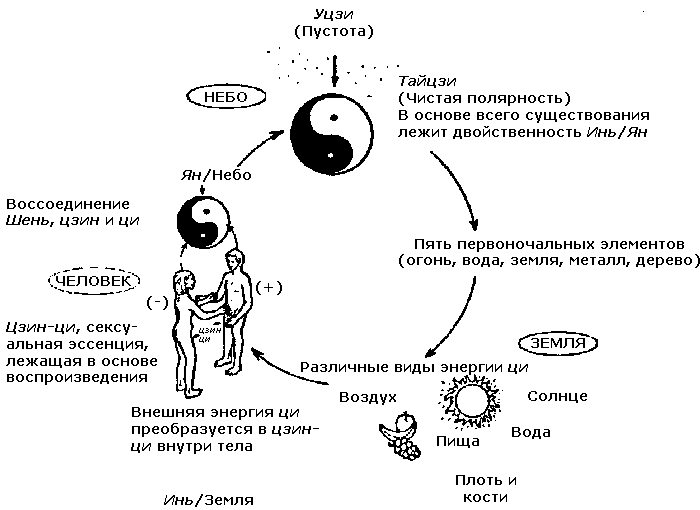 Уцзи
(Пустота)
НЕБО
Тайцзи
(Чистая полярность)
В основе всего существования
лежит двойственность Инь/Ян
Ян/Небо
Воссоединение
Шень, цзин и ци
Пять первоночальных элементов
(огонь, вода, земля, металл, дерево)
ЧЕЛОВЕК
(-)
(+)
Цзин-ци, сексу-
альная эссенция,
лежащая в основе
воспроизведения
цзин
ци
ЗЕМЛЯ
Различные виды энергии ци
Воздух
Солнце
Пища
Вода
Внешняя энергия ци
преобразуется в цзин-
ци внутри тела
Плоть и
кости
Инь/Земля